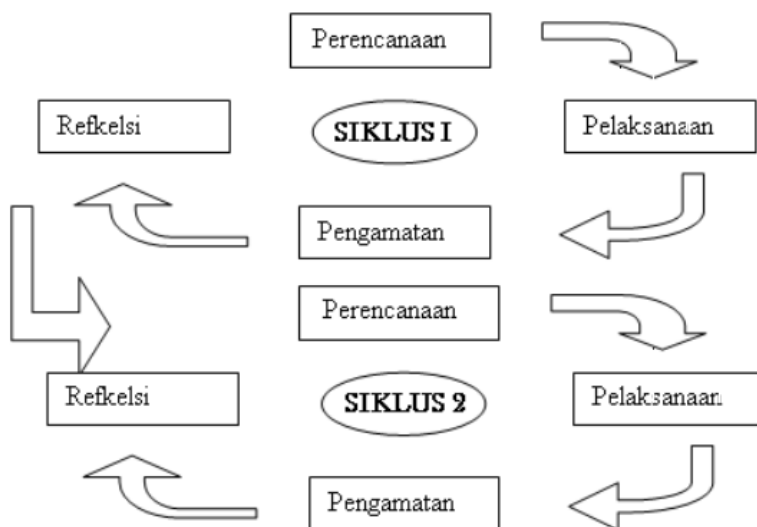 Perencanaan
Refkelsi
SIKLUS I
Pelaksanaan
Pengamatan
Perencanaan
Refkelsi
SIKLUS 2
Pelaksanaan
Pengamatan